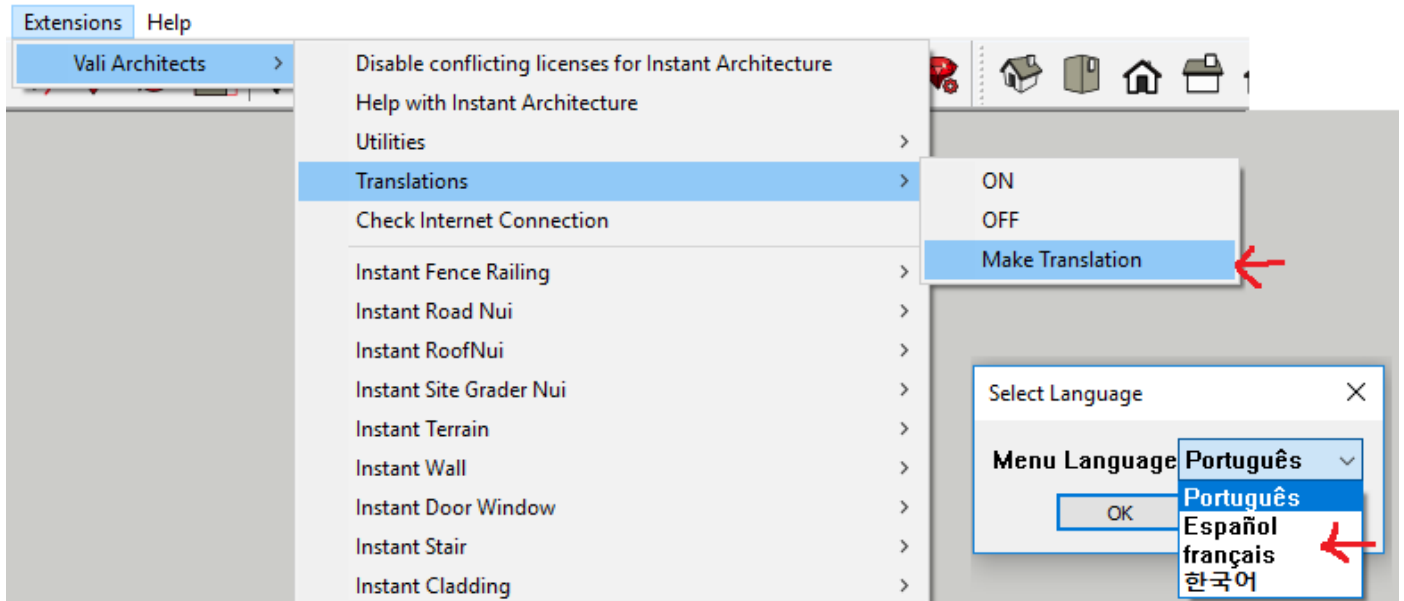 Extensions Help
Vali Architects
Disable conflicting licenses for Instant Architecture
Help with Instant Architecture
Utilities
Translations
Check Internet Connection
Instant Fence Railing
Instant Road Nui
Instant RoofNui
Instant Site Grader Nui
Instant Terrain
Instant Wall
Instant Door Window
Instant Stair
Instant Cladding
ON
OFF
Make Translation
Select Language
Menu Language Português
Português
Español
français
한국어
OK